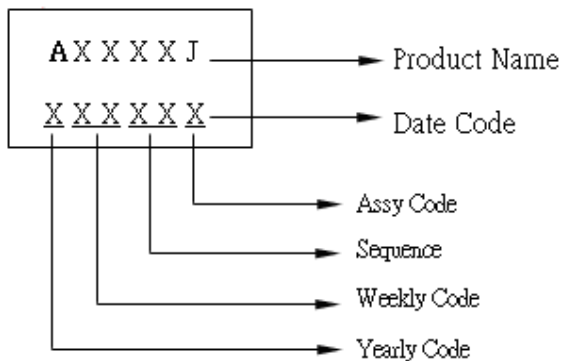 AXXXXJ
Product Name
XXXXXX
Date Code
Assy Code
Sequence
Weekly Code
Yearly Code